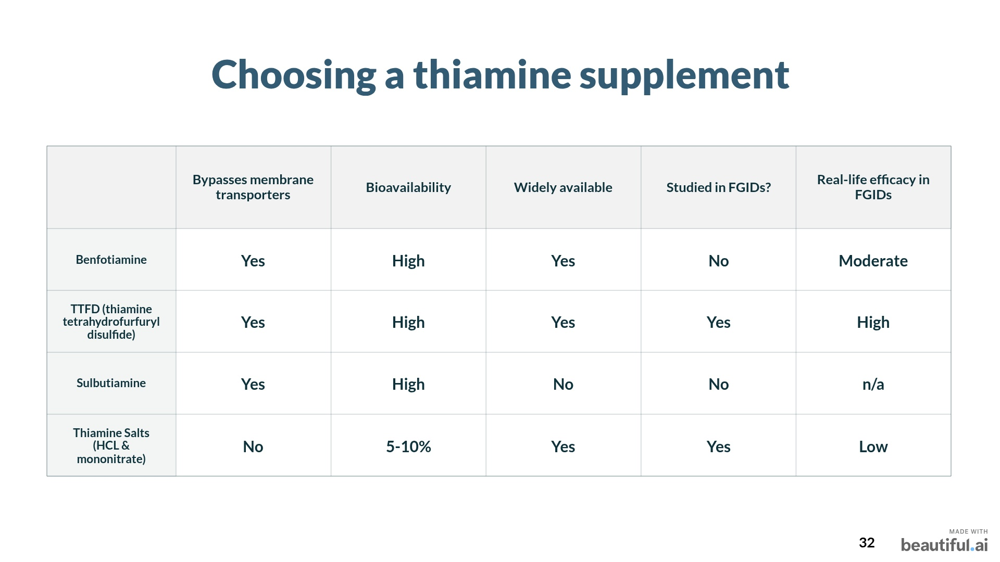 Choosing a thiamine supplement
Bypasses membrane
transporters
Bioavailability
Widely available
Studied in FGIDs?
Real-life efficacy in
FGIDs
Benfotiamine
Yes
High
Yes
No
Moderate
TTFD (thiamine
tetrahydrofurfuryl
disulfide)
Yes
High
Yes
Yes
High
Sulbutiamine
Yes
High
No
No
n/a
Thiamine Salts
(HCL &
mononitrate)
No
5-10%
Yes
Yes
Low
32
MADE WITH
beautiful.ai